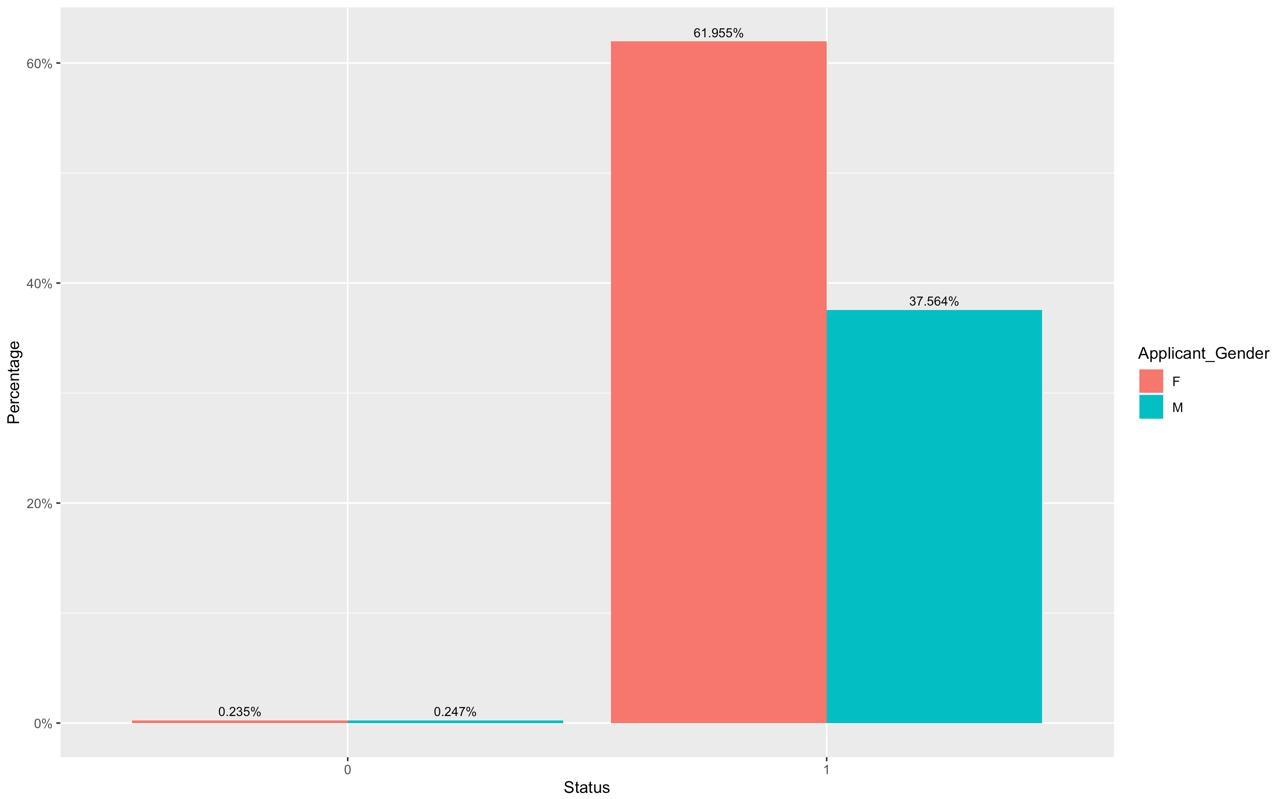 61.955%
60%
40%
37.564%
Percentage
Applicant_Gender
F
M
20%
0.235%
0.247%
0%
0
1
Status